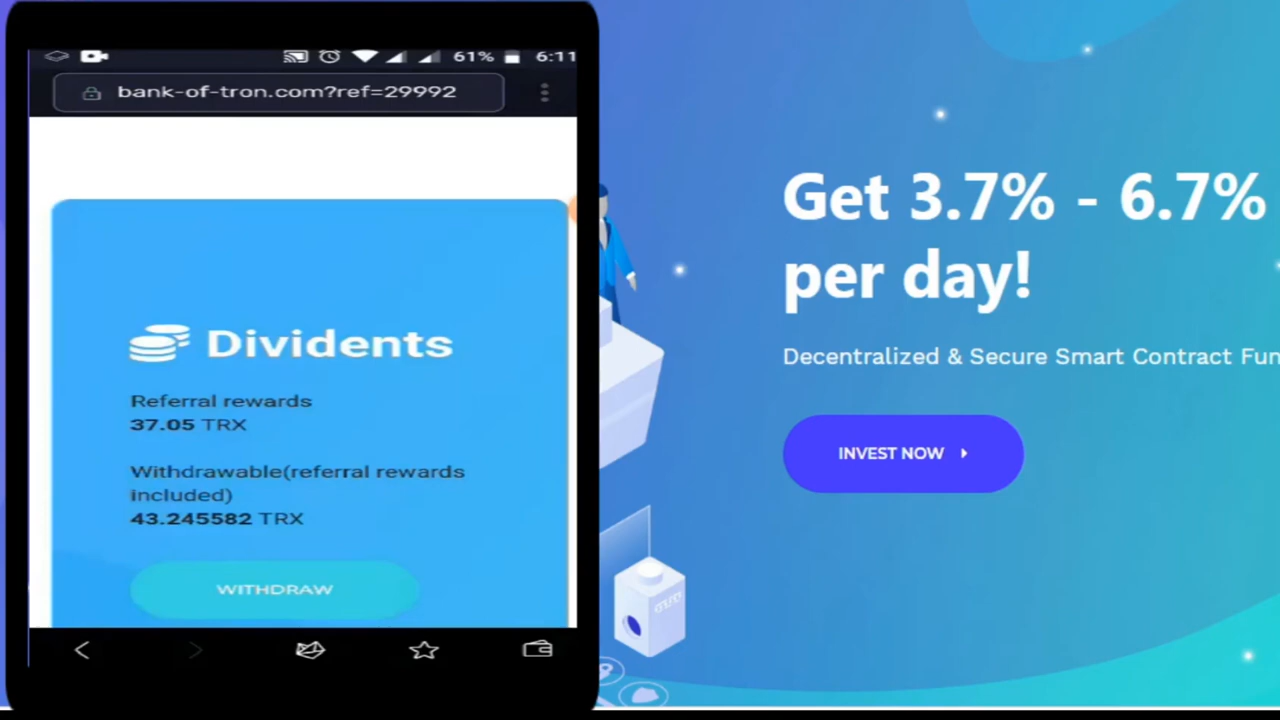 61% 6:11
bank-of-tron.com?ref=29992
Dividents
Referral rewards
37.05 TRX
Withdrawable(referral rewards
included)
43.245582 TRX
WITHDRAW
Get 3.7% - 6.7%
per day!
Decentralized & Secure Smart Contract Fun
INVEST NOW